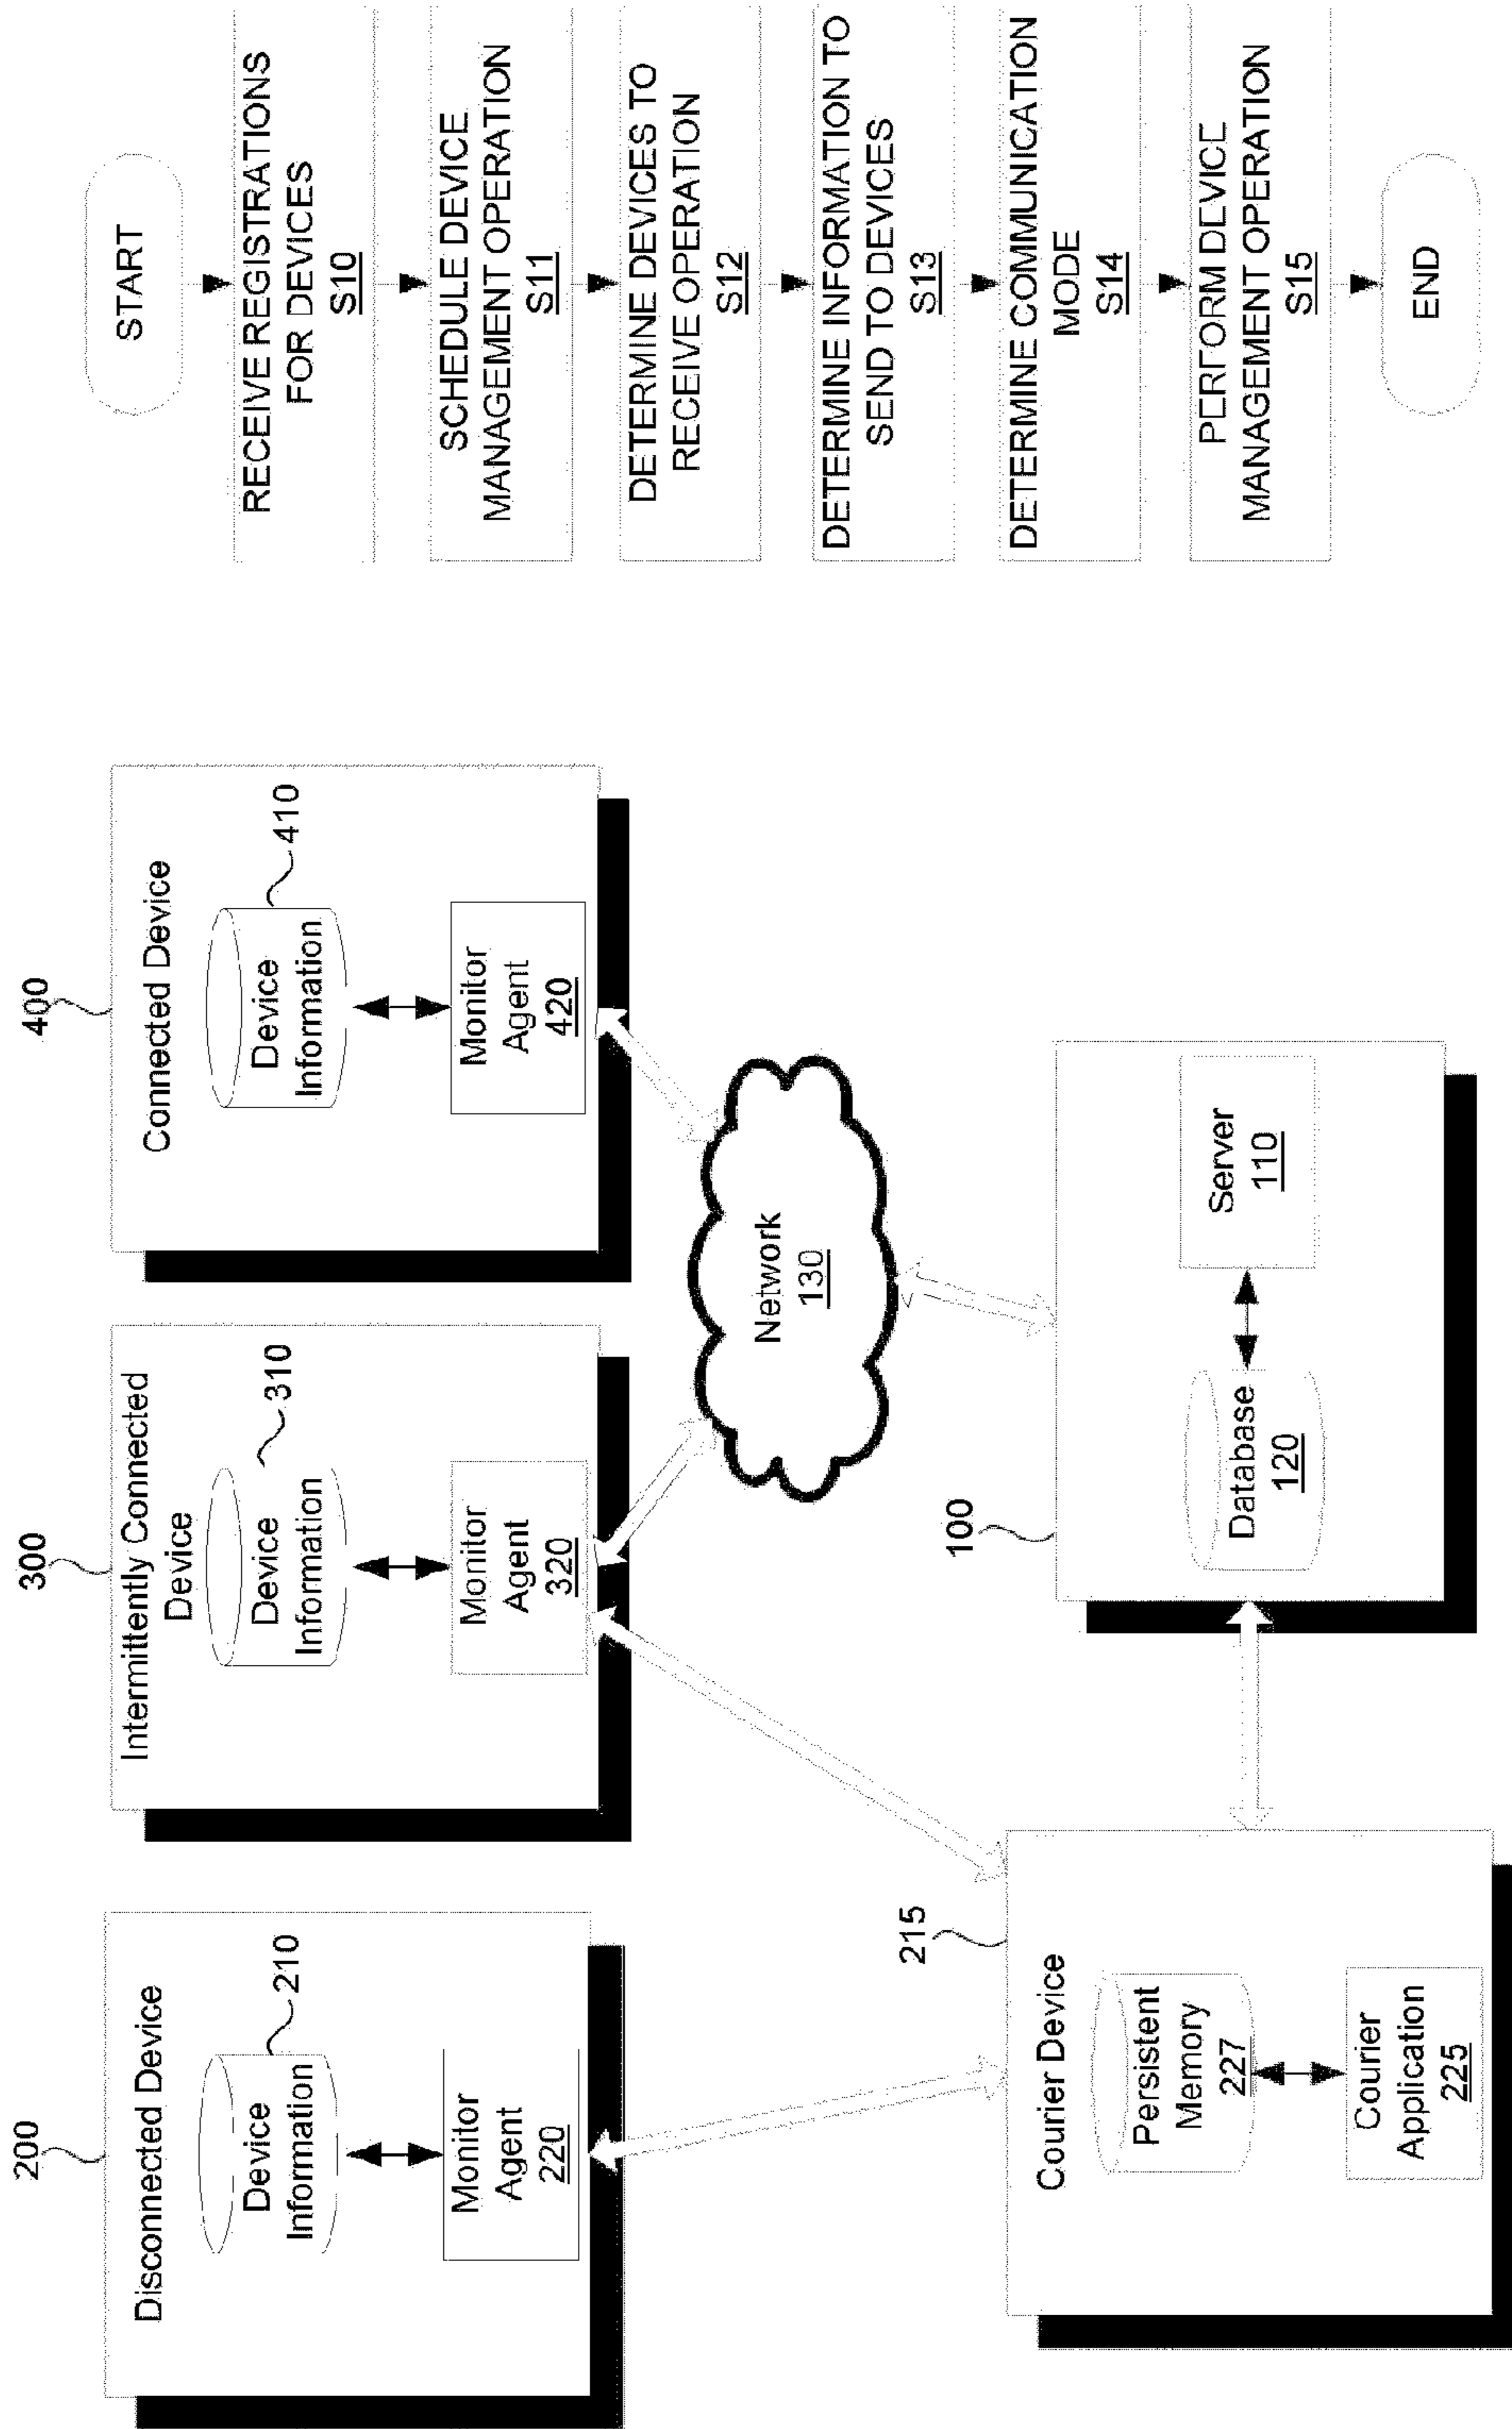 200
Disconnected Device
Device
Information
210
Monitor
Agent
220
300
Intermittently Connected
Device
Device
Information
310
Monitor
Agent
320
400
Connected Device
Device
Information
410
Monitor
Agent
420
Network
130
215
Courier Device
Persistent
Memory
227
Courier
Application
225
100
Database
120
Server
110
START
RECEIVE REGISTRATIONS
FOR DEVICES
S10
SCHEDULE DEVICE
MANAGEMENT OPERATION
S11
DETERMINE DEVICES TO
RECEIVE OPERATION
S12
DETERMINE INFORMATION TO
SEND TO DEVICES
S13
DETERMINE COMMUNICATION
MODE
S14
PERFORM DEVICE
MANAGEMENT OPERATION
S15
END